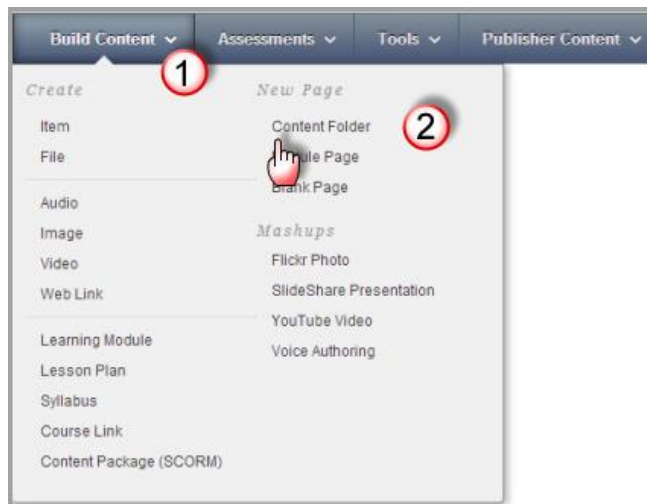 Build Content Assessments Tools Publisher Content
1
Create
Item
File
Audio
Image
Video
Web Link
Learning Module
Lesson Plan
Syllabus
Course Link
Content Package (SCORM)
New Page
Content Folder
2
Page
Blank Page
Mashups
Flickr Photo
SlideShare Presentation
YouTube Video
Voice Authoring